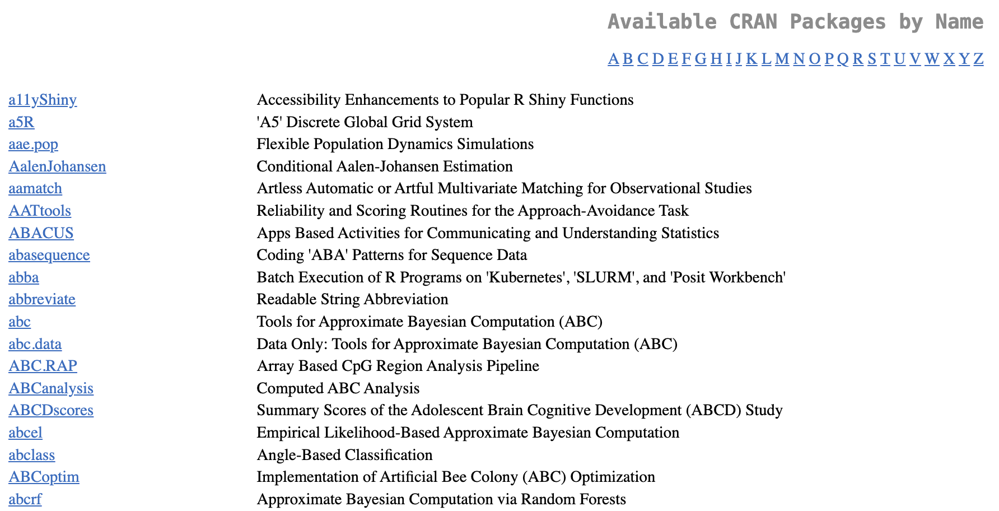 Available CRAN Packages by Name
A B C D E F G H I J K L M N O P Q R S T U V W X Y Z
a11yShiny Accessibility Enhancements to Popular R Shiny Functions
a5R 'A5' Discrete Global Grid System
aae.pop Flexible Population Dynamics Simulations
AalenJohansen Conditional Aalen-Johansen Estimation
aamatch Artless Automatic or Artful Multivariate Matching for Observational Studies
AATtools Reliability and Scoring Routines for the Approach-Avoidance Task
ABACUS Apps Based Activities for Communicating and Understanding Statistics
abasequence Coding 'ABA' Patterns for Sequence Data
abba Batch Execution of R Programs on 'Kubernetes', 'SLURM', and 'Posit Workbench'
abbreviate Readable String Abbreviation
abc Tools for Approximate Bayesian Computation (ABC)
abc.data Data Only: Tools for Approximate Bayesian Computation (ABC)
ABC.RAP Array Based CpG Region Analysis Pipeline
ABCanalysis Computed ABC Analysis
ABCDscores Summary Scores of the Adolescent Brain Cognitive Development (ABCD) Study
abcel Empirical Likelihood-Based Approximate Bayesian Computation
abclass Angle-Based Classification
ABCoptim Implementation of Artificial Bee Colony (ABC) Optimization
abcrf Approximate Bayesian Computation via Random Forests